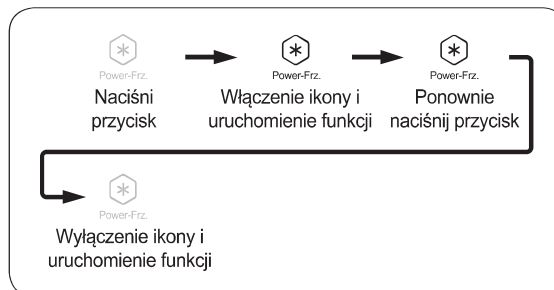 Power-Frz.
Naciśni
przycisk
Power-Frz.
Włączenie ikony i
uruchomienie funkcji
Power-Frz.
Ponownie
naciśnij przycisk
Power-Frz.
Wyłączenie ikony i
uruchomienie funkcji